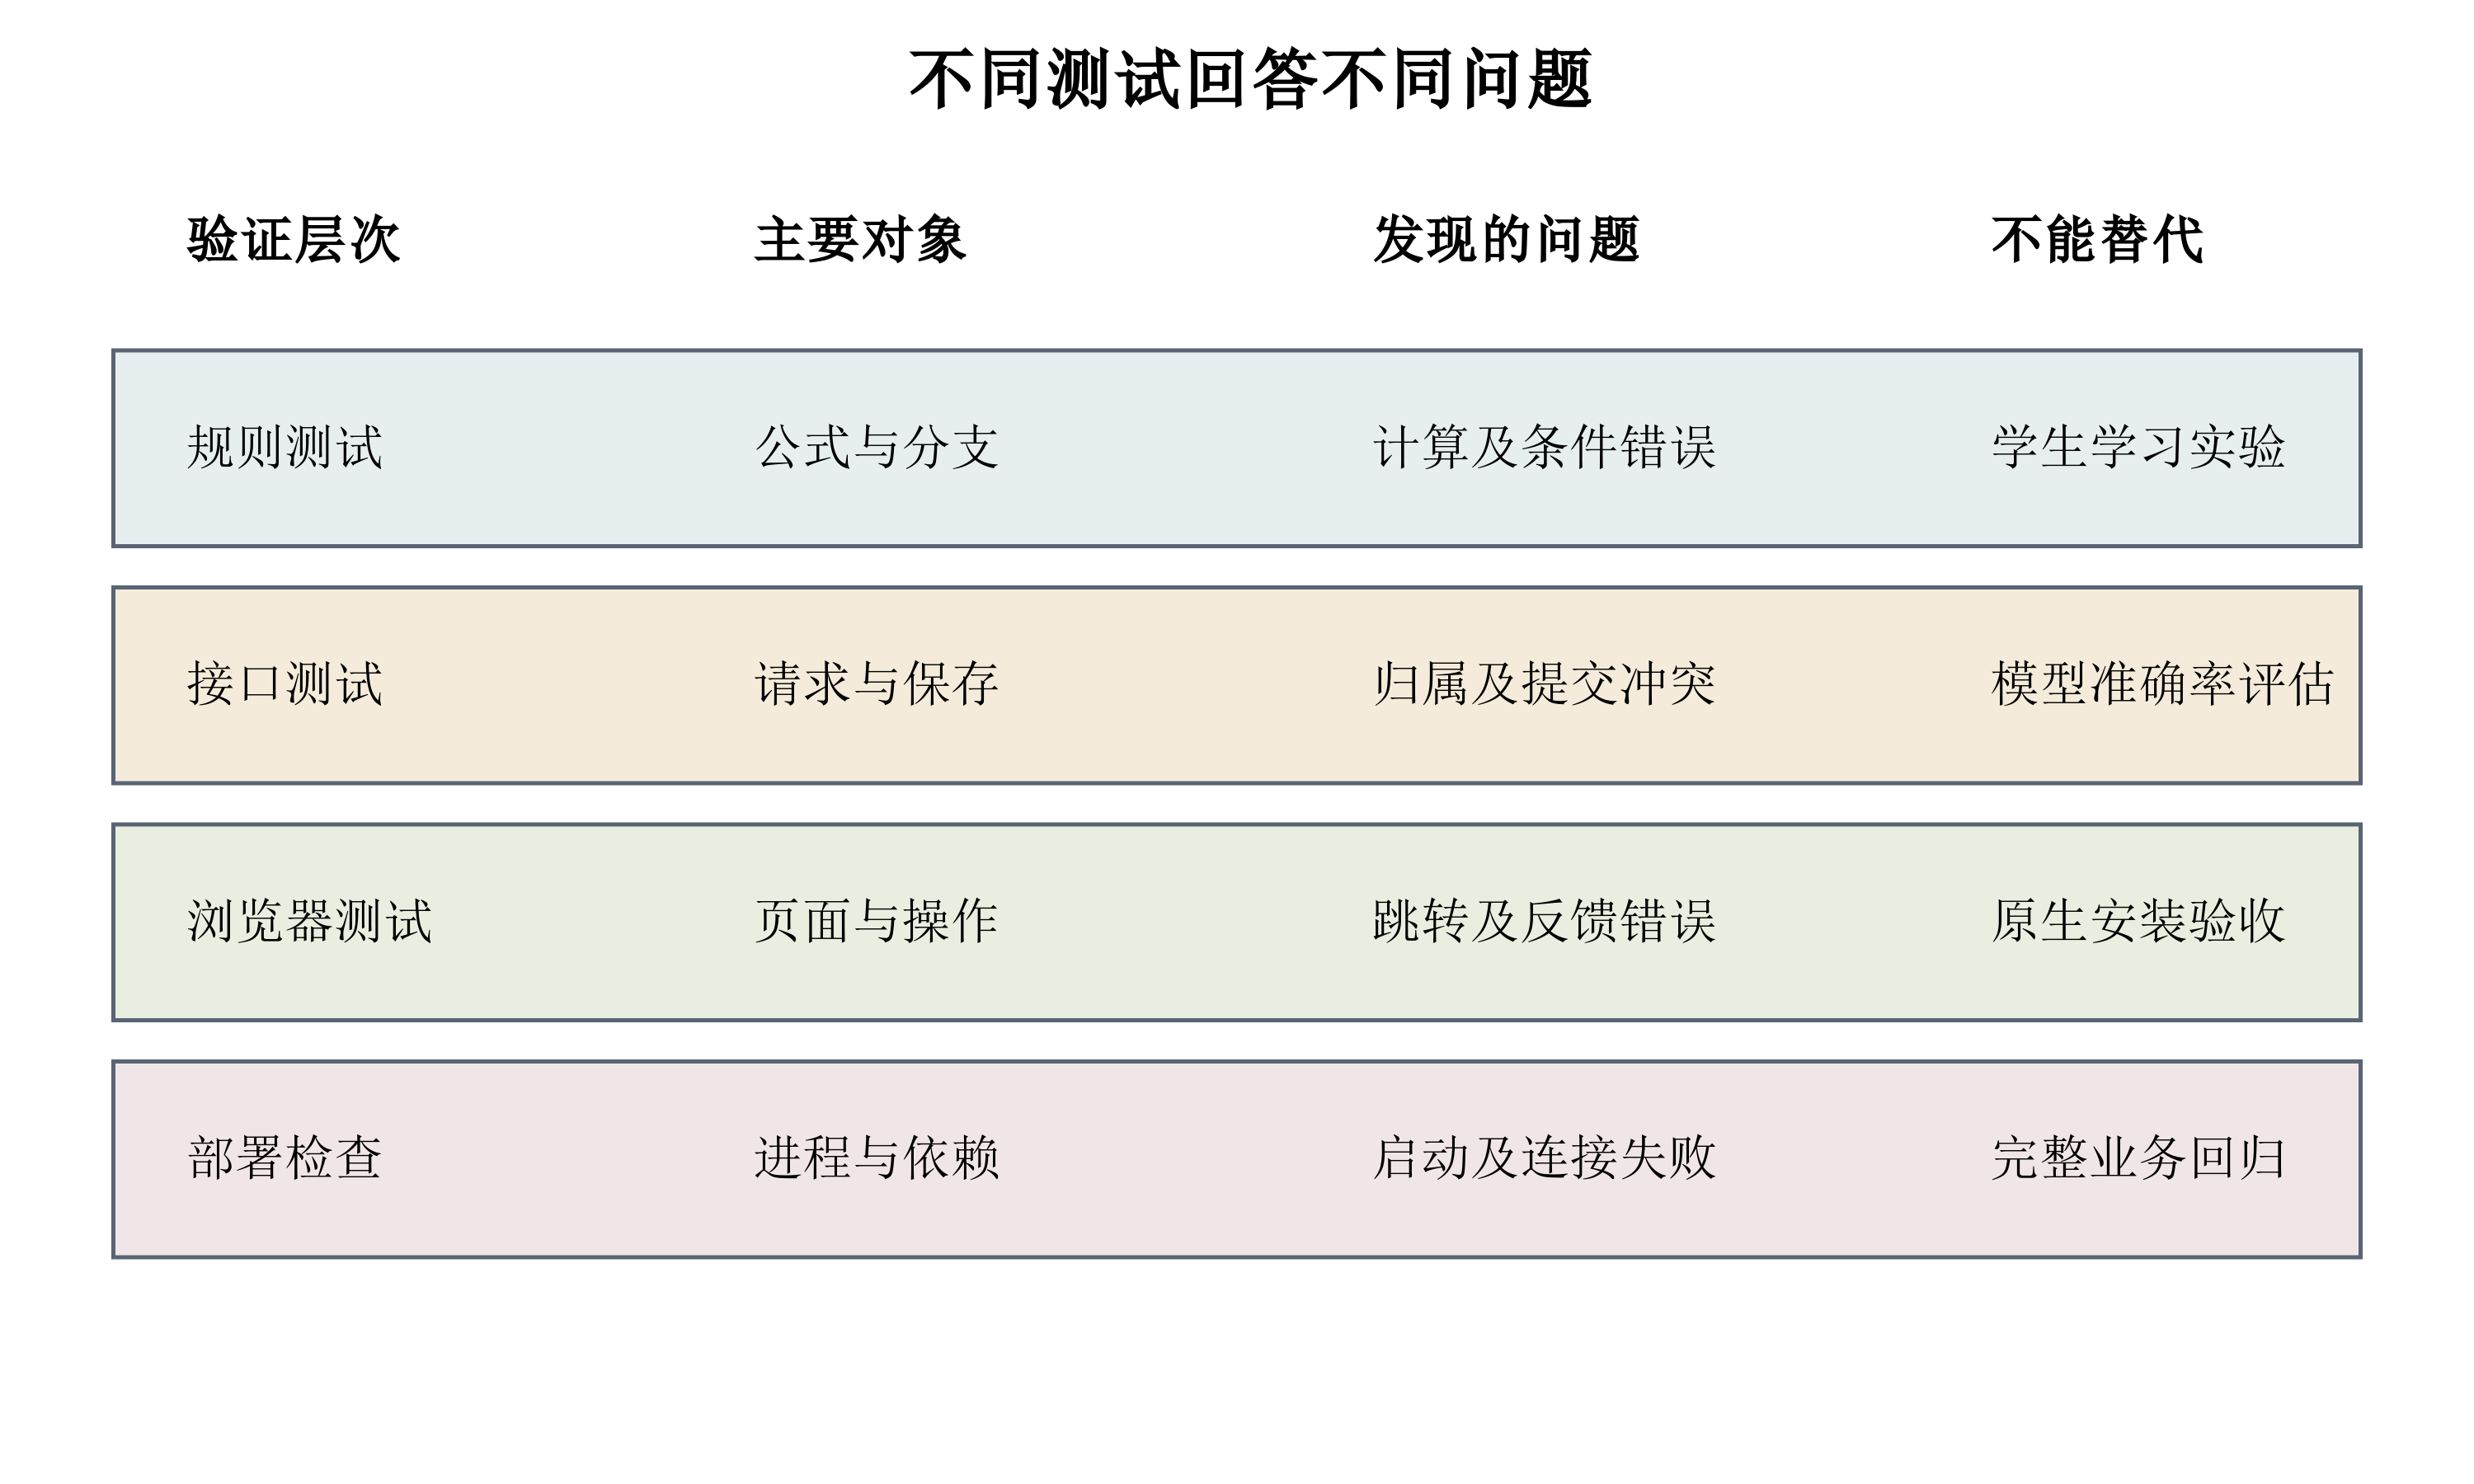 不同测试回答不同问题
验证层次 主要对象 发现的问题 不能替代
规则测试 公式与分支 计算及条件错误 学生学习实验
接口测试 请求与保存 归属及提交冲突 模型准确率评估
浏览器测试 页面与操作 跳转及反馈错误 原生安装验收
部署检查 进程与依赖 启动及连接失败 完整业务回归